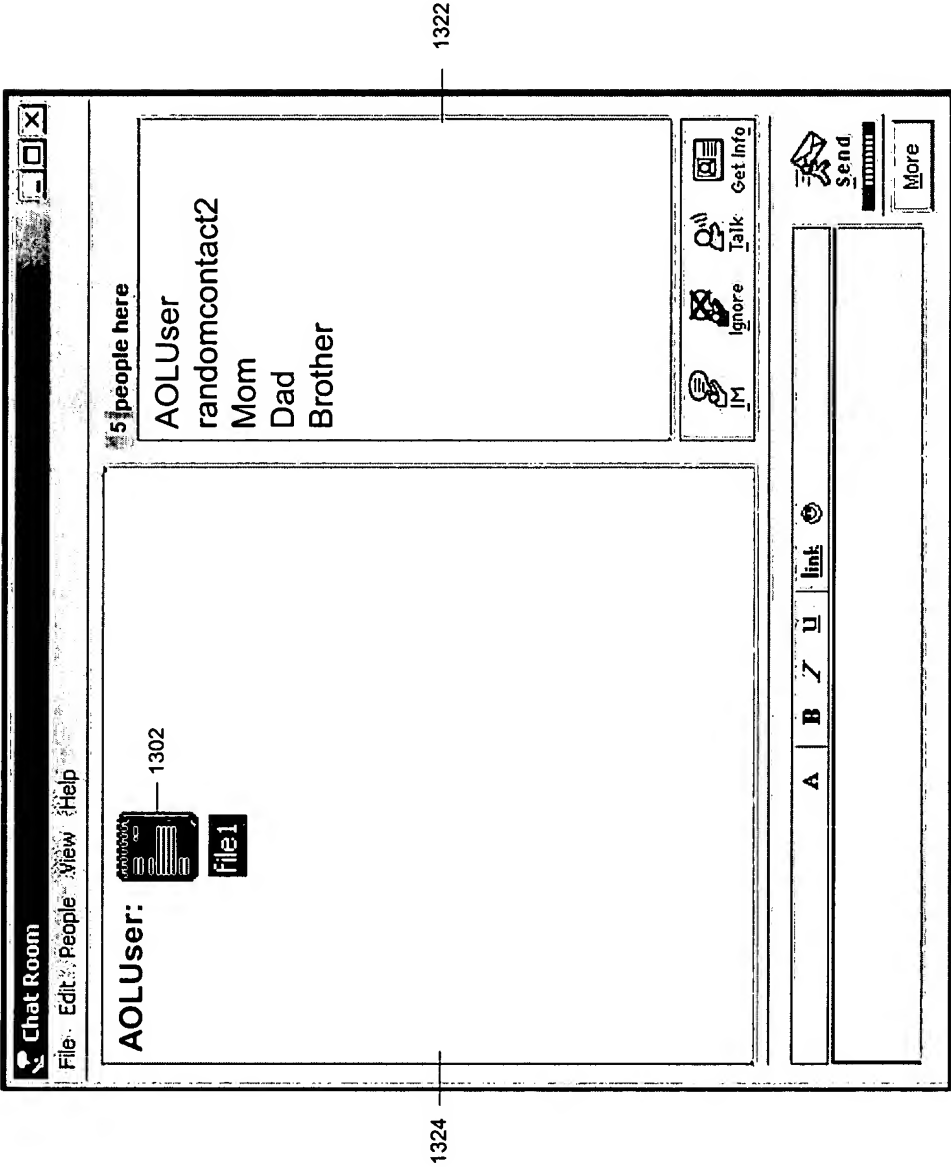 Chat Room
File Edit People View Help
5 people here
AOLUser: 1302
file1
AOLUser
randomcontact2
Mom
Dad
Brother
1324
1322
IM Ignore Talk Get Info
A B I U link
Send
More